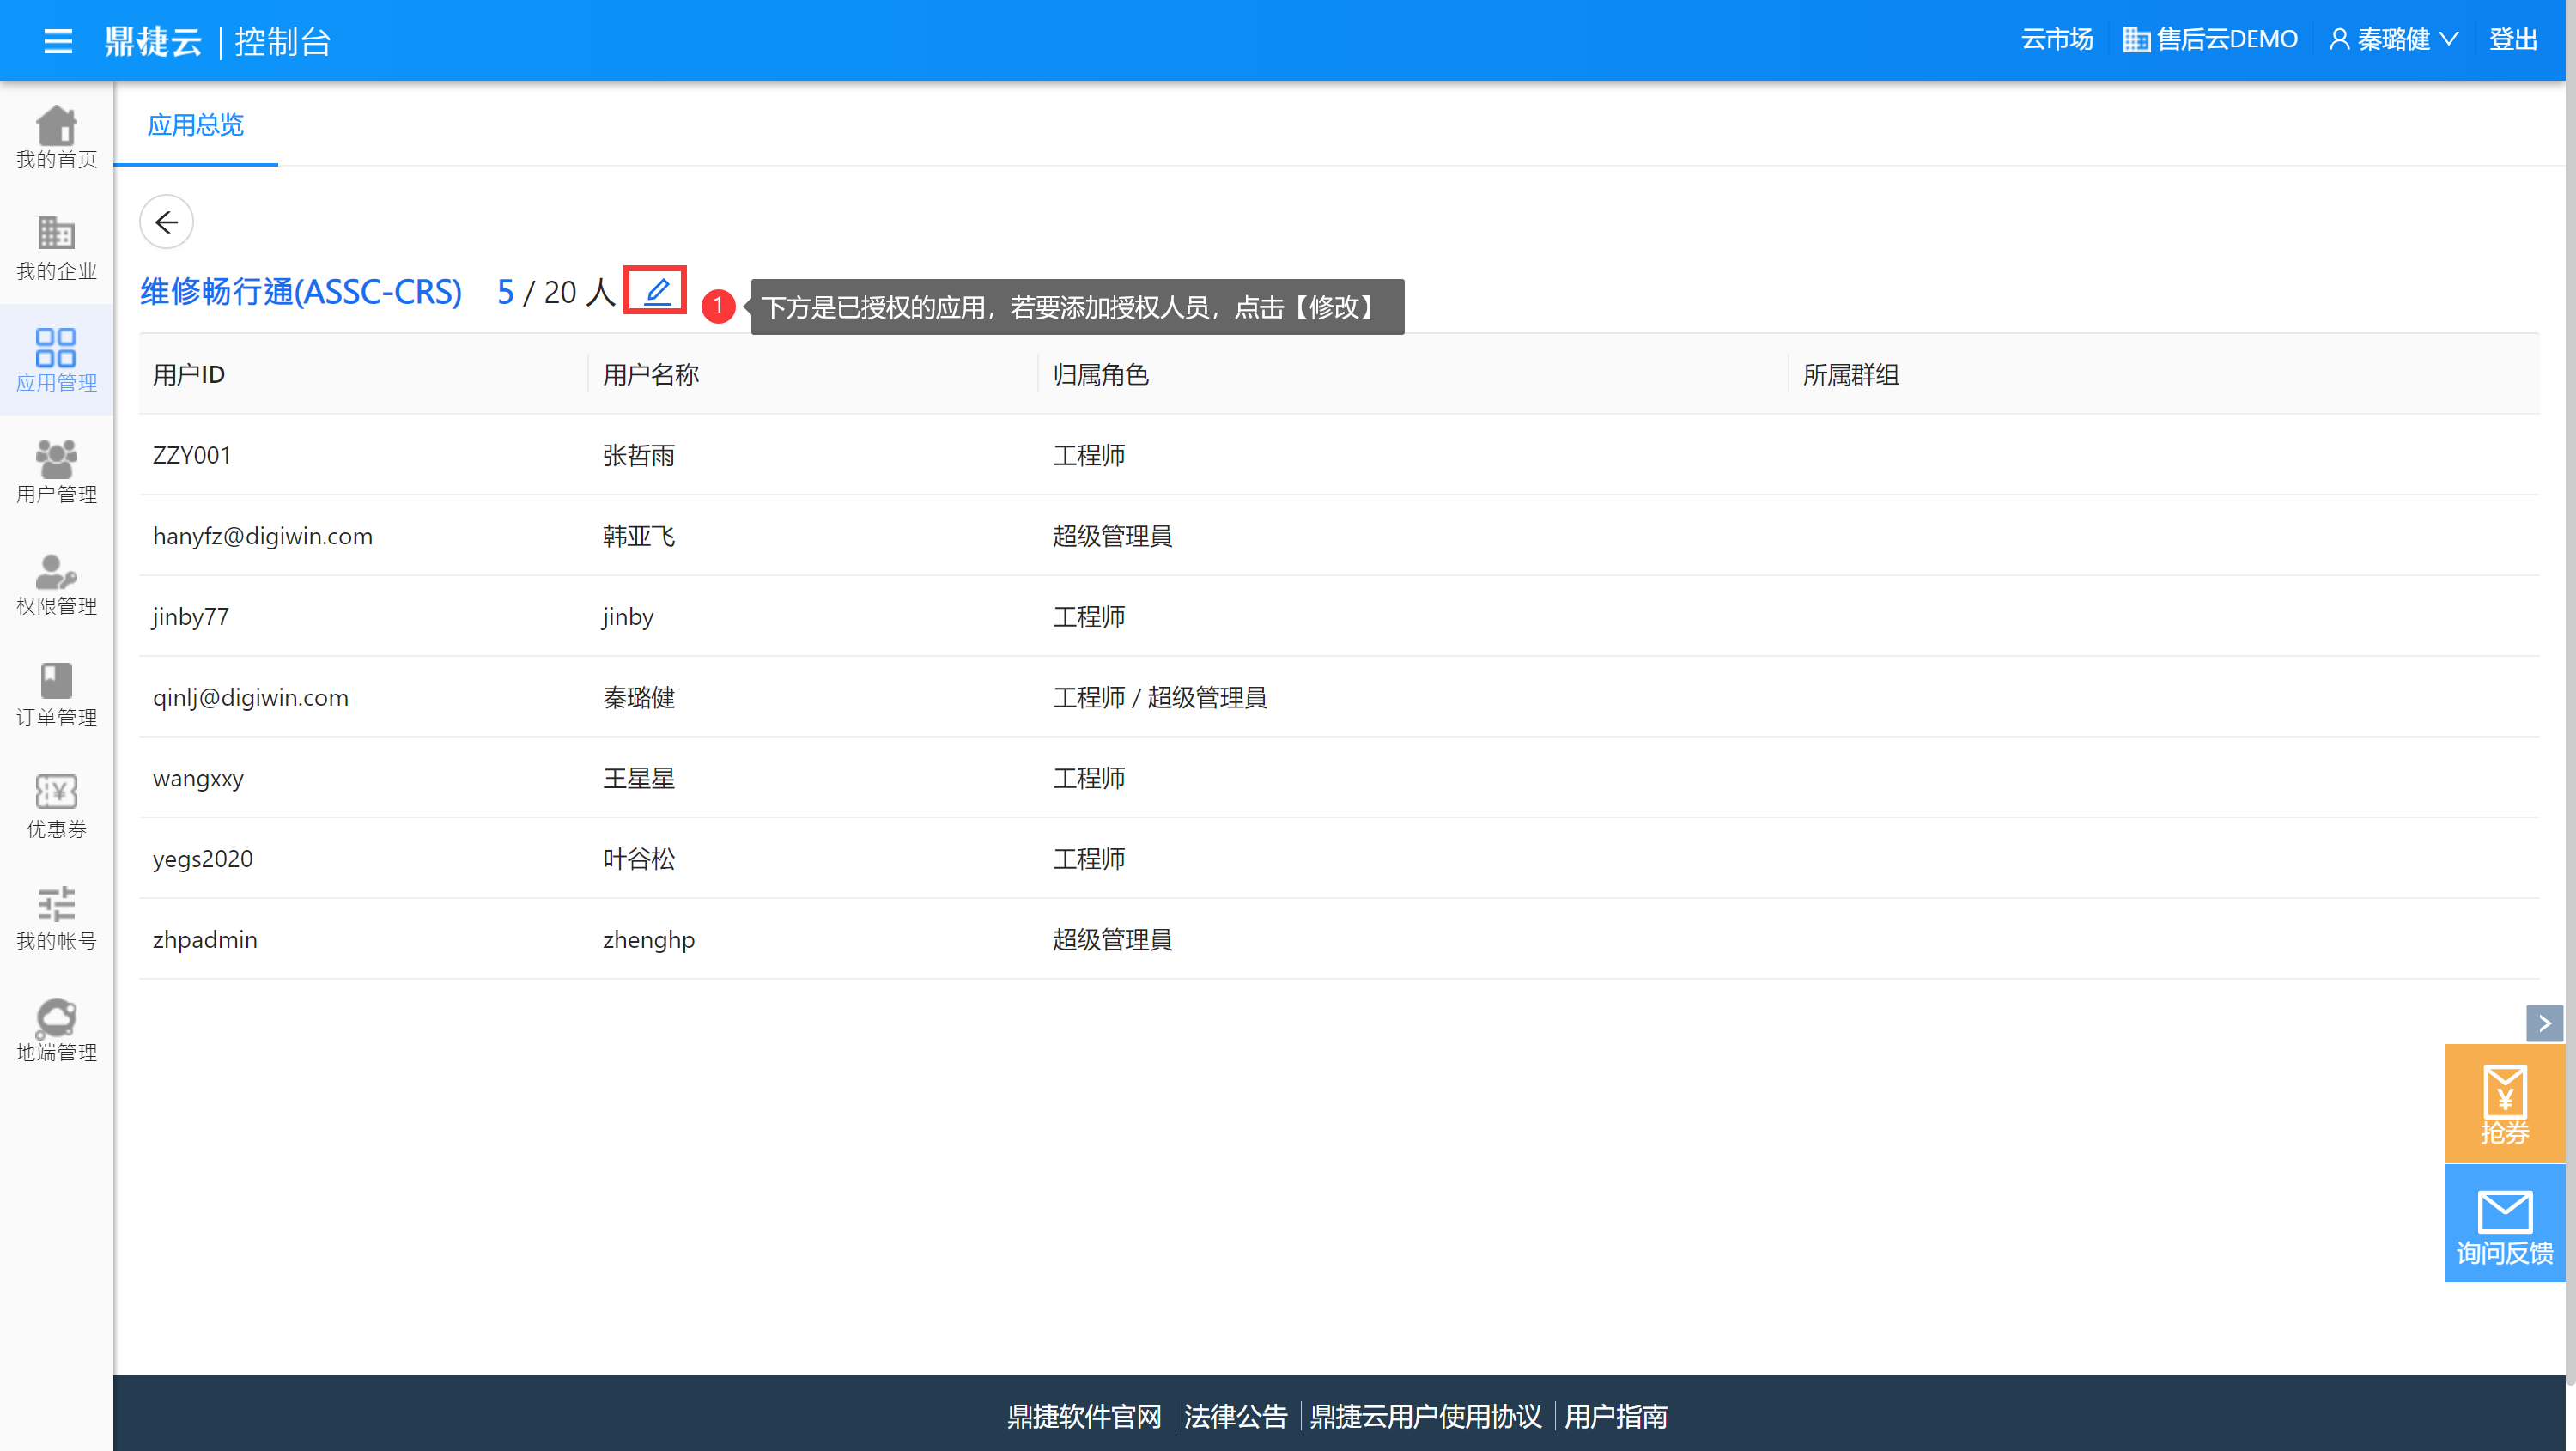 鼎捷云 | 控制台
云市场 售后云DEMO 秦璐健 登出
我的首页
我的企业
应用管理
用户管理
权限管理
订单管理
优惠券
我的帐号
地端管理
应用总览
维修畅行通(ASSC-CRS) 5 / 20 人
1 下方是已授权的应用，若要添加授权人员，点击【修改】
用户ID 用户名称 归属角色 所属群组
ZZY001 张哲雨 工程师
hanyfz@digiwin.com 韩亚飞 超级管理員
jinby77 jinby 工程师
qinlj@digiwin.com 秦璐健 工程师 / 超级管理員
wangxxy 王星星 工程师
yegs2020 叶谷松 工程师
zhpadmin zhenghp 超级管理員
抢券
询问反馈
鼎捷软件官网 | 法律公告 | 鼎捷云用户使用协议 | 用户指南